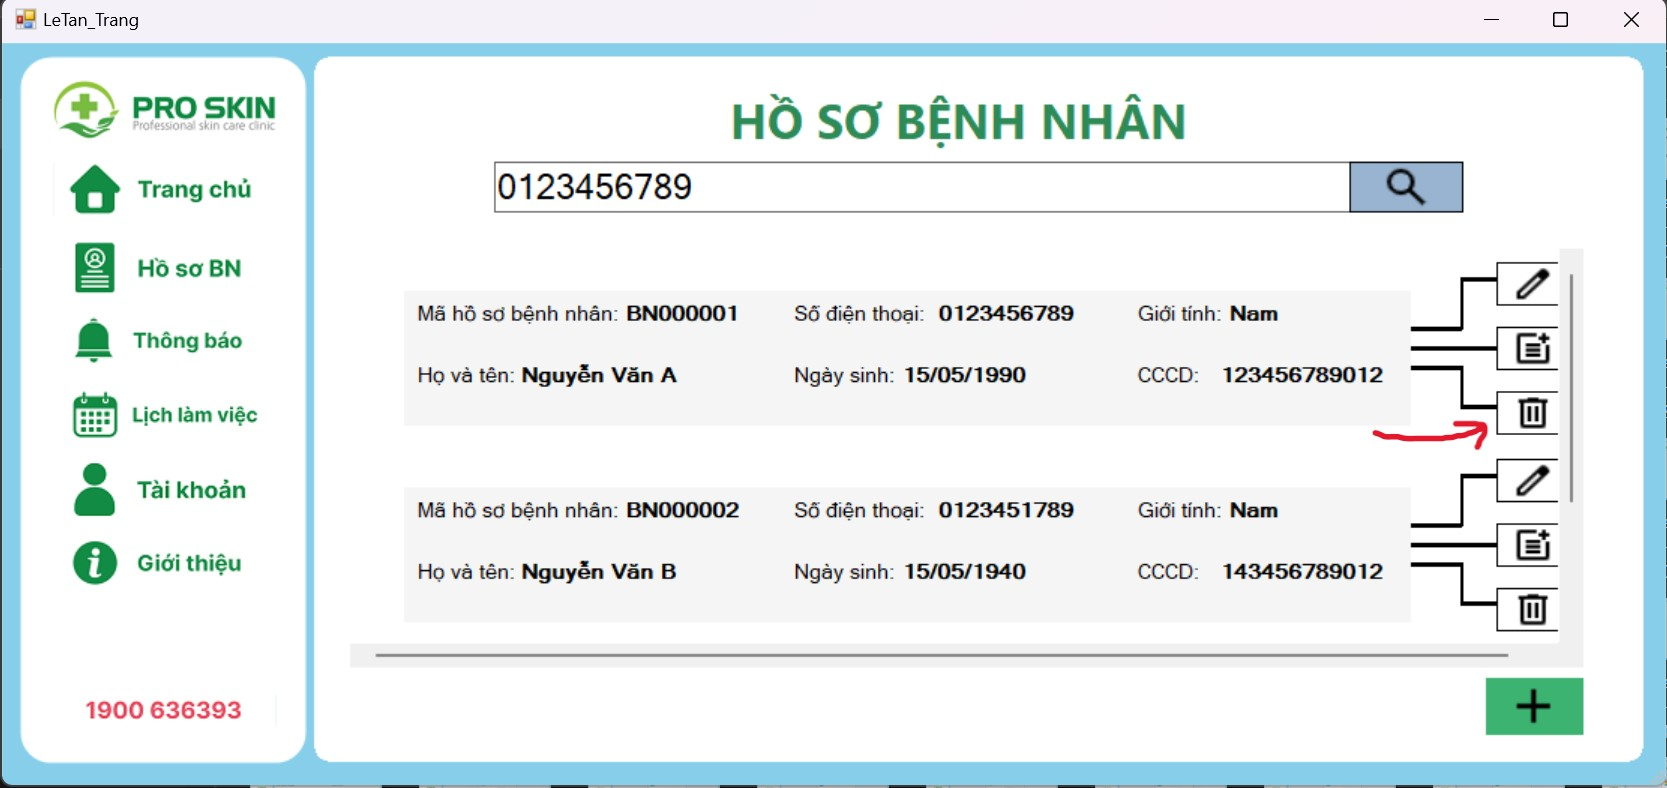 LeTan_Trang
PRO SKIN
Professional skin care clinic
Trang chủ
Hồ sơ BN
Thông báo
Lịch làm việc
Tài khoản
Giới thiệu
1900 636393
HỒ SƠ BỆNH NHÂN
0123456789
Mã hồ sơ bệnh nhân: BN000001 Số điện thoại: 0123456789 Giới tính: Nam
Họ và tên: Nguyễn Văn A Ngày sinh: 15/05/1990 CCCD: 123456789012
Mã hồ sơ bệnh nhân: BN000002 Số điện thoại: 0123451789 Giới tính: Nam
Họ và tên: Nguyễn Văn B Ngày sinh: 15/05/1940 CCCD: 143456789012